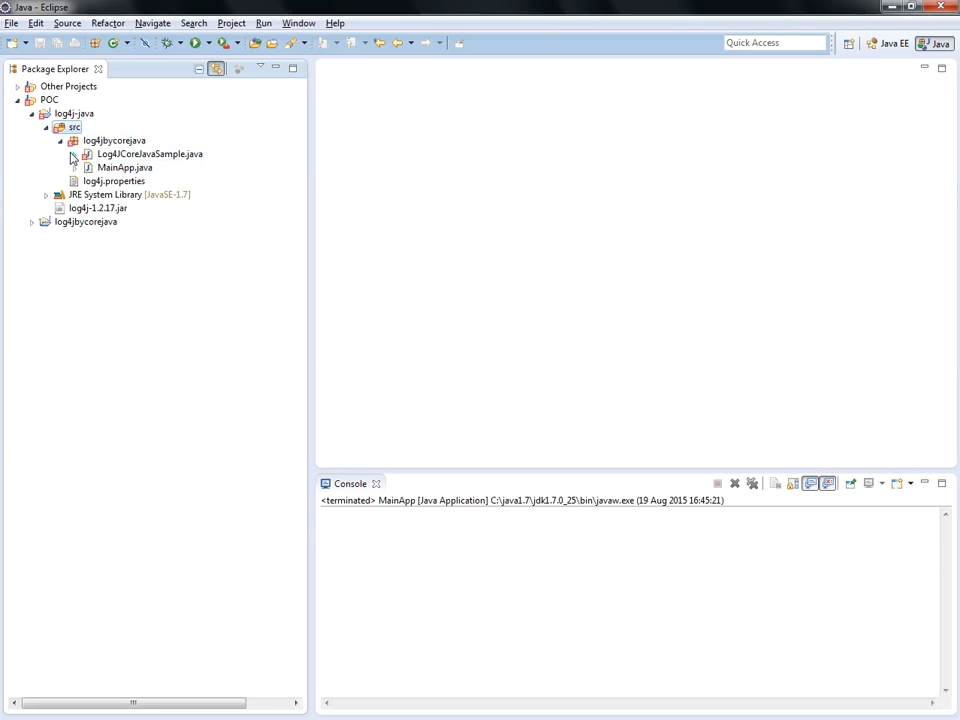 Java - Eclipse
File Edit Source Refactor Navigate Search Project Run Window Help
Quick Access Java EE Java
Package Explorer
Other Projects
POC
log4j-java
src
log4jbycorejava
Log4JCoreJavaSample.java
MainApp.java
log4j.properties
JRE System Library [JavaSE-1.7]
log4j-1.2.17.jar
log4jbycorejava
Console
<terminated> MainApp [Java Application] C:\java1.7\jdk1.7.0_25\bin\javaw.exe (19 Aug 2015 16:45:21)